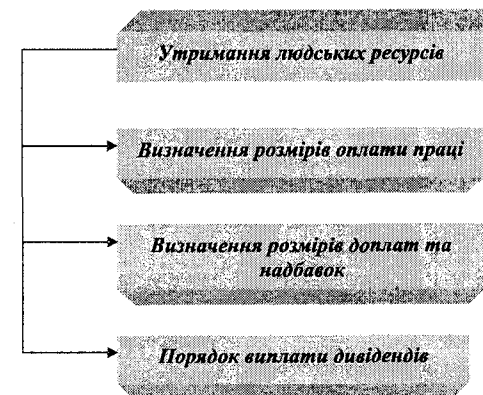 Утримання людських ресурсів
Визначення розмірів оплати праці
Визначення розмірів доплат та
надбавок
Порядок виплати дивідендів